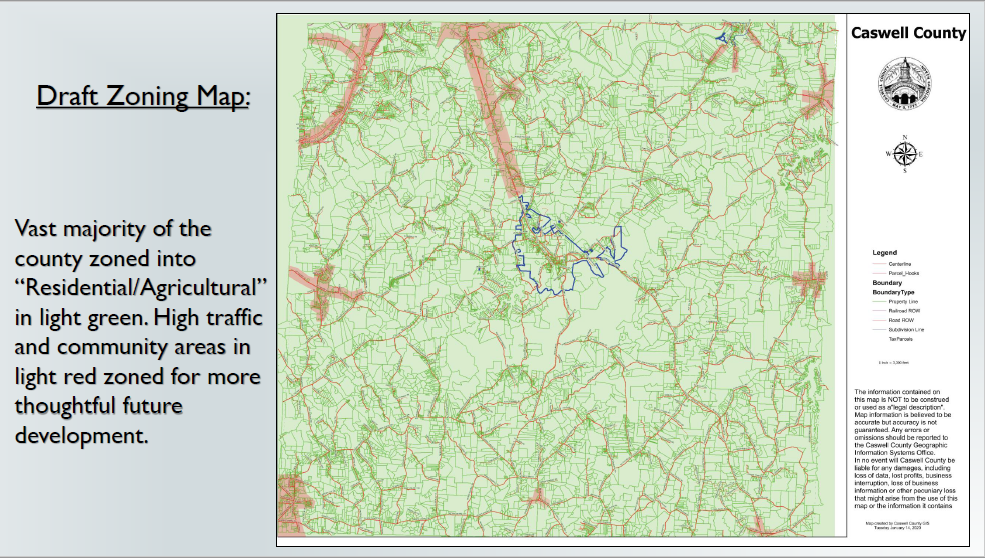 Draft Zoning Map:
Vast majority of the
county zoned into
“Residential/Agricultural”
in light green. High traffic
and community areas in
light red zoned for more
thoughtful future
development.
Caswell County
N
W
E
S
Legend
Centerline
Parcel_Hooks
Boundary
BoundaryType
Property Line
Railroad ROW
Road ROW
Subdivision Line
TaxParcels
The information contained on
this map is NOT to be construed
or used as a"legal description".
Map information is believed to be
accurate but accuracy is not
guaranteed. Any errors or
omissions should be reported to
the Caswell County Geographic
Information Systems Office.
In no event will Caswell County be
liable for any damages, including
loss of data, lost profits, business
interruption, loss of business
information or other pecuniary loss
that might arise from the use of this
map or the information it contains
Map created by Caswell County GIS
Tuesday January 14, 2020